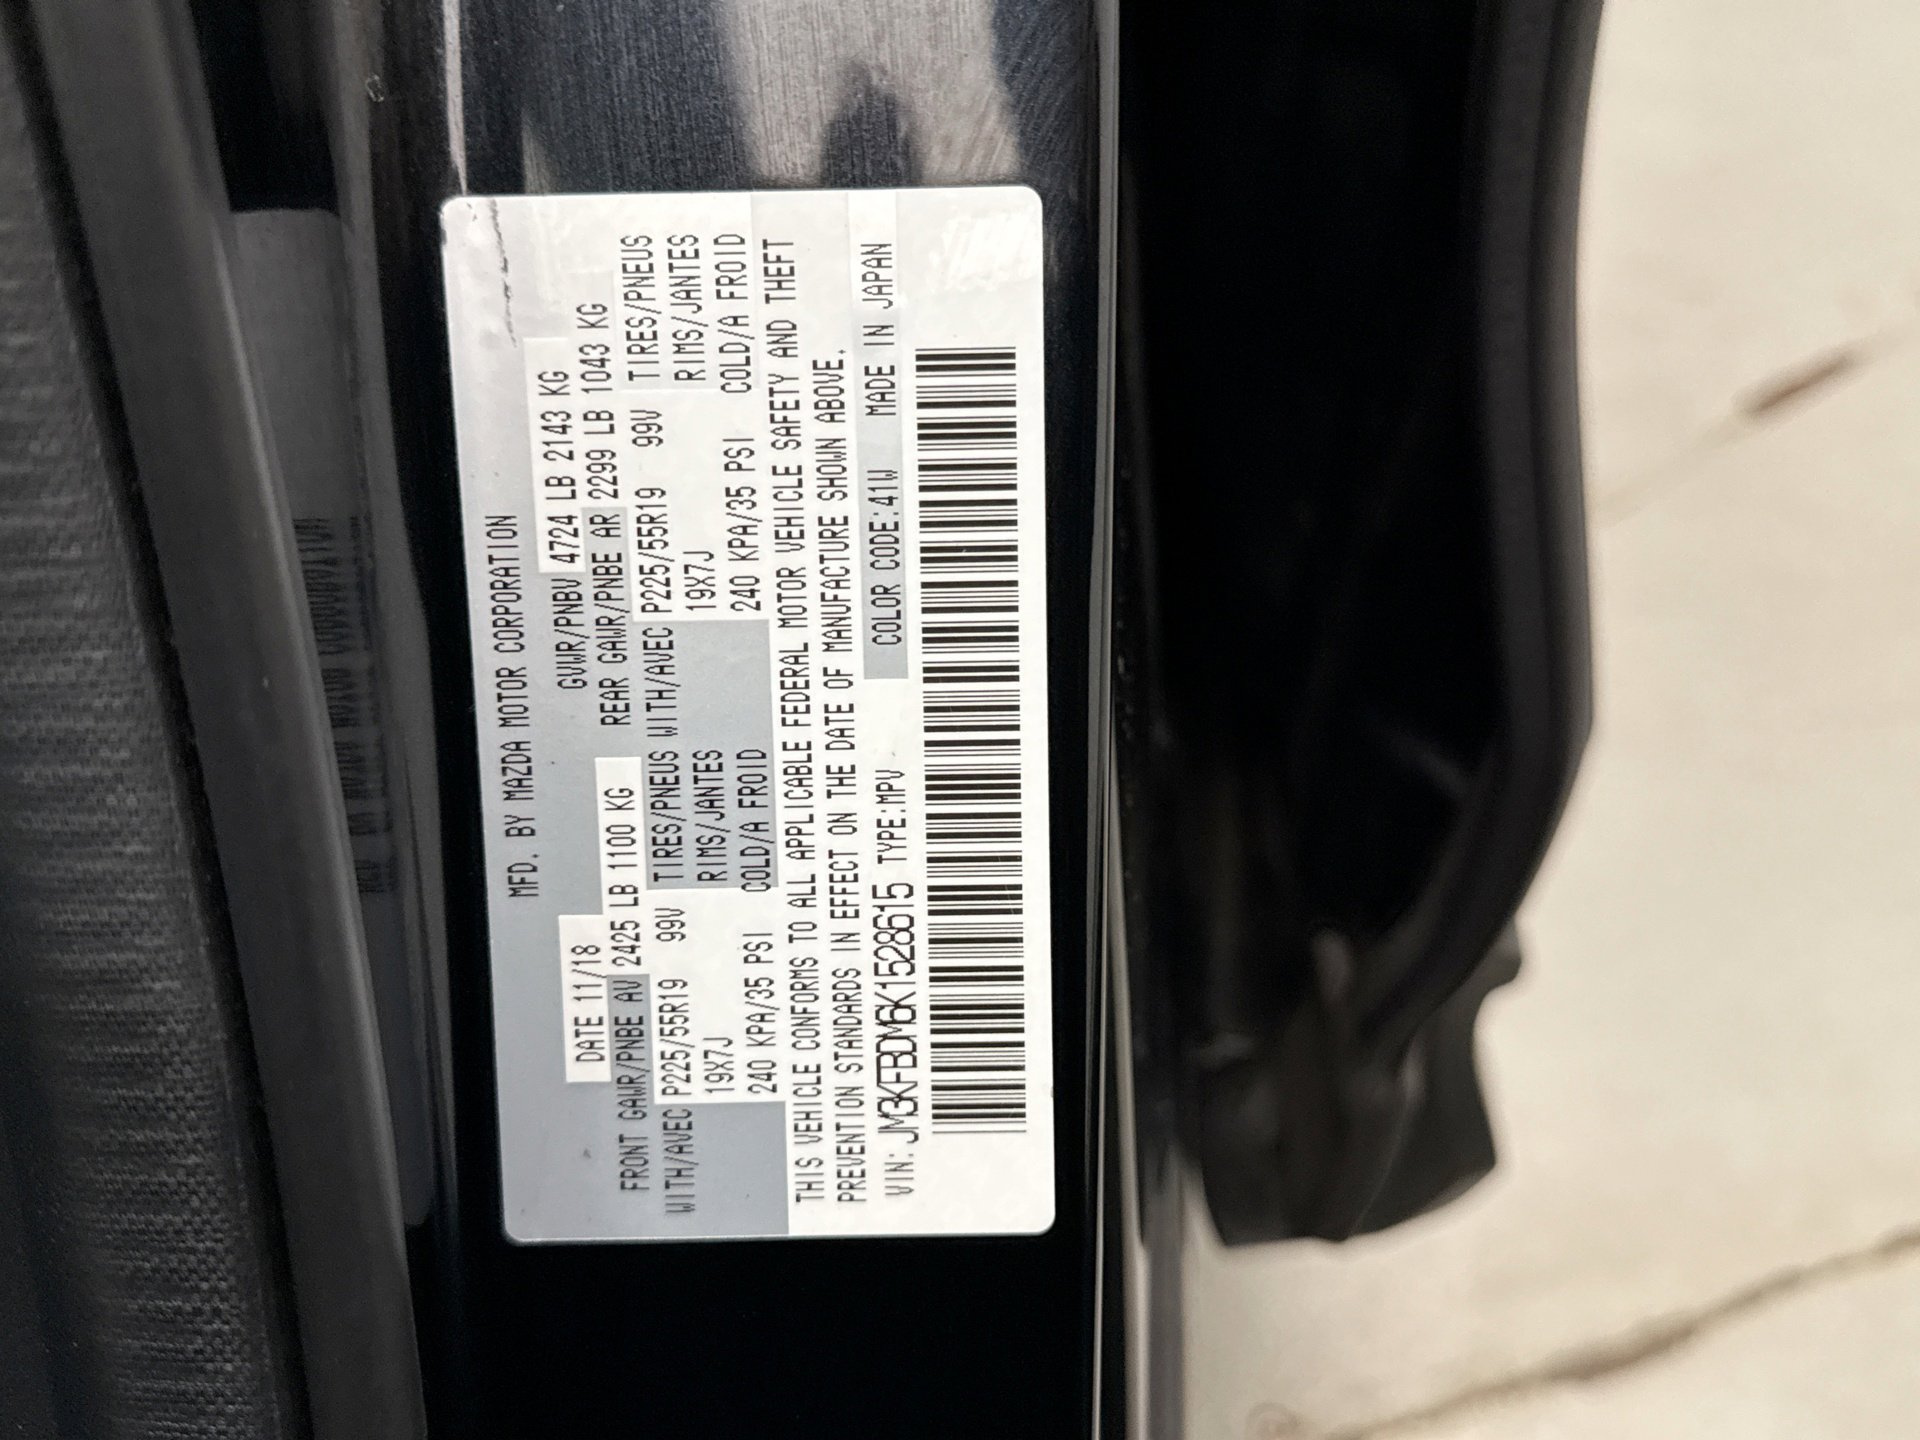 MFD. BY MAZDA MOTOR CORPORATION
DATE 11/18 GVWR/PNBV 4724 LB 2143 KG
FRONT GAWR/PNBE AV 2425 LB 1100 KG REAR GAWR/PNBE AR 2299 LB 1043 KG
WITH/AVEC P225/55R19 99V TIRES/PNEUS WITH/AVEC P225/55R19 99V TIRES/PNEUS
19X7J RIMS/JANTES 19X7J RIMS/JANTES
240 KPA/35 PSI COLD/A FROID 240 KPA/35 PSI COLD/A FROID
THIS VEHICLE CONFORMS TO ALL APPLICABLE FEDERAL MOTOR VEHICLE SAFETY AND THEFT
PREVENTION STANDARDS IN EFFECT ON THE DATE OF MANUFACTURE SHOWN ABOVE.
VIN: JM3KFBDM6K1528615 TYPE:MPV COLOR CODE:41W MADE IN JAPAN